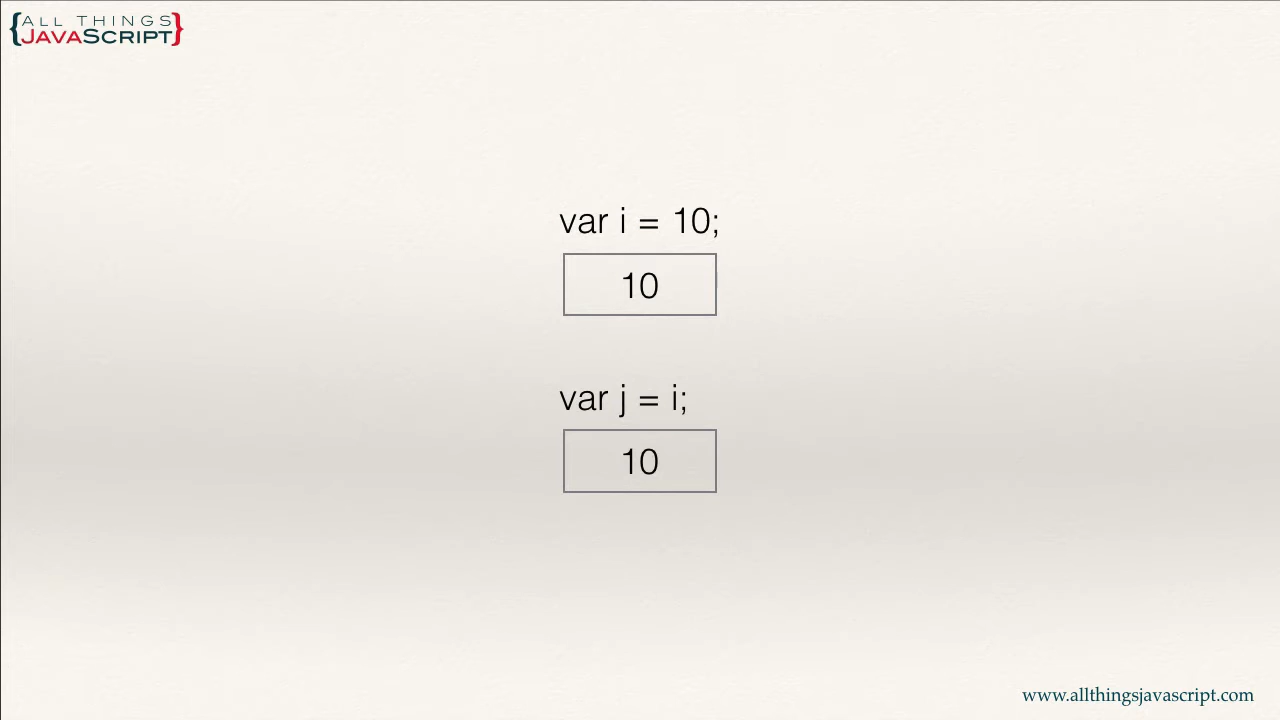 {ALL THINGS
JAVASCRIPT}
var i = 10;
10
var j = i;
10
www.allthingsjavascript.com